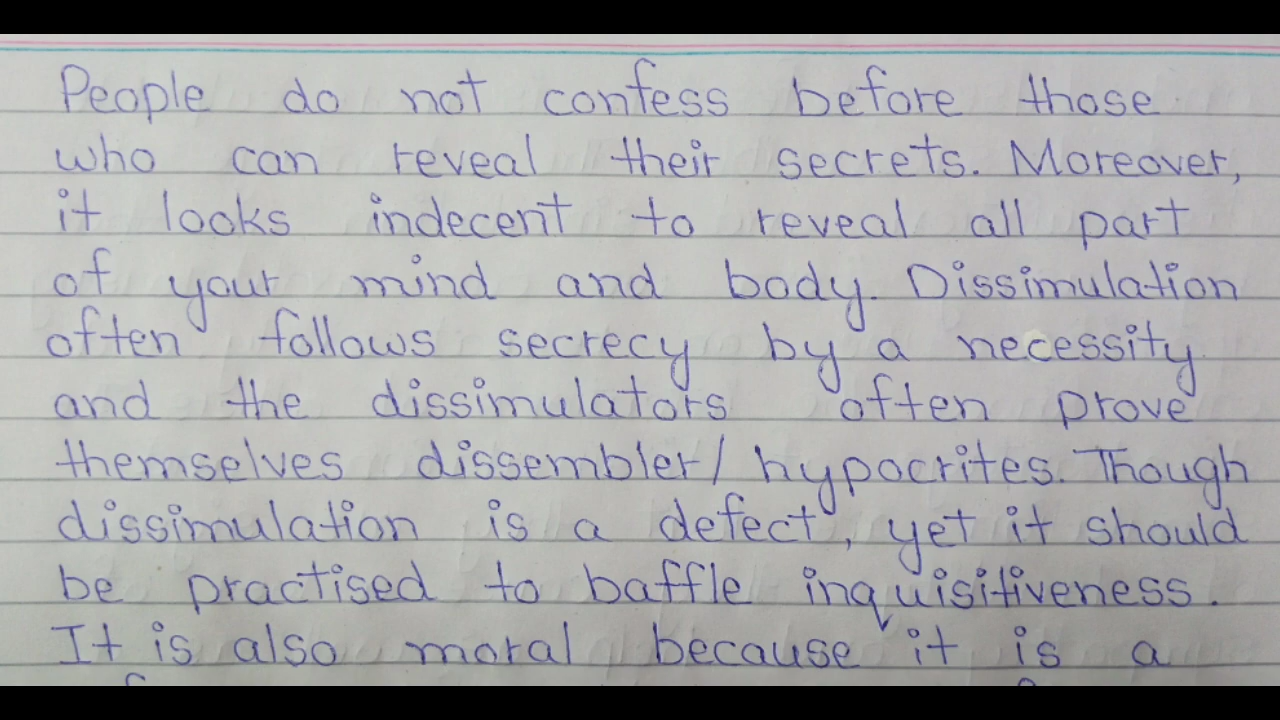 People do not confess before those
who can reveal their secrets. Moreover,
it looks indecent to reveal all part
of your mind and body. Dissimulation
often follows secrecy by a necessity
and the dissimulators often prove
themselves dissembler/ hypocrites. Though
dissimulation is a defect, yet it should
be practised to baffle inquisitiveness.
It is also moral because it is a